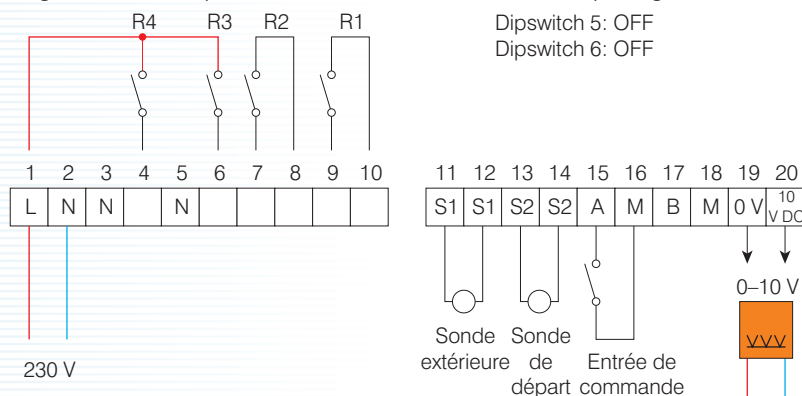 R4 R3 R2 R1
Dipswitch 5: OFF
Dipswitch 6: OFF
1 2 3 4 5 6 7 8 9 10
L N N N
11 12 13 14 15 16 17 18 19 20
S1 S1 S2 S2 A M B M 0 V 10 V DC
0–10 V
Sonde extérieure
Sonde de départ
Entrée de commande
230 V